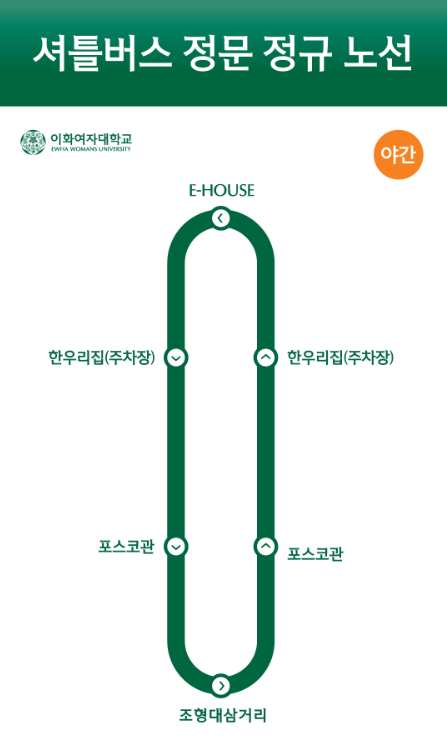 셔틀버스 정문 정규 노선
이화여자대학교
EWHA WOMANS UNIVERSITY
야간
E-HOUSE
한우리집(주차장)
한우리집(주차장)
포스코관
포스코관
조형대삼거리